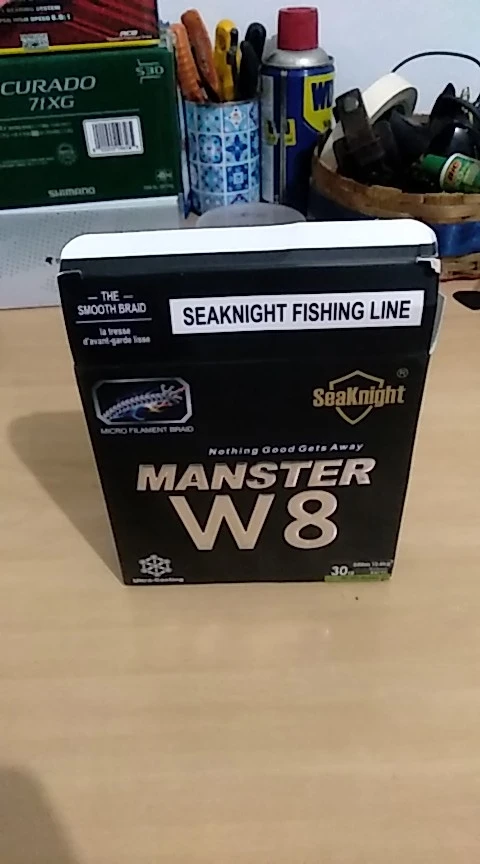 CURADO
71XG
SHIMANO
WD
THE
SMOOTH BRAID
la tresse
d'avant-garde lisse
SEAKNIGHT FISHING LINE
MICRO FILAMENT BRAID
SeaKnight®
Nothing Good Gets Away
MANSTER
W8
30